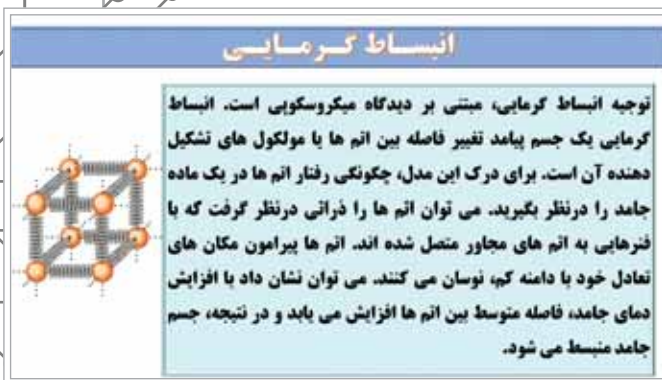 انبساط گرمایی
توجیه انبساط گرمایی، مبتنی بر دیدگاه میکروسکوپی است. انبساط
گرمایی یک جسم پیامد تغییر فاصله بین اتم ها یا مولکول های تشکیل
دهنده آن است. برای درک این مدل، چگونگی رفتار اتم ها در یک ماده
جامد را درنظر بگیرید. می توان اتم ها را ذراتی درنظر گرفت که با
فنرهایی به اتم های مجاور متصل شده اند. اتم ها پیرامون مکان های
تعادل خود با دامنه کم، نوسان می کنند. می توان نشان داد با افزایش
دمای جامد، فاصله متوسط بین اتم ها افزایش می یابد و در نتیجه، جسم
جامد منبسط می شود.